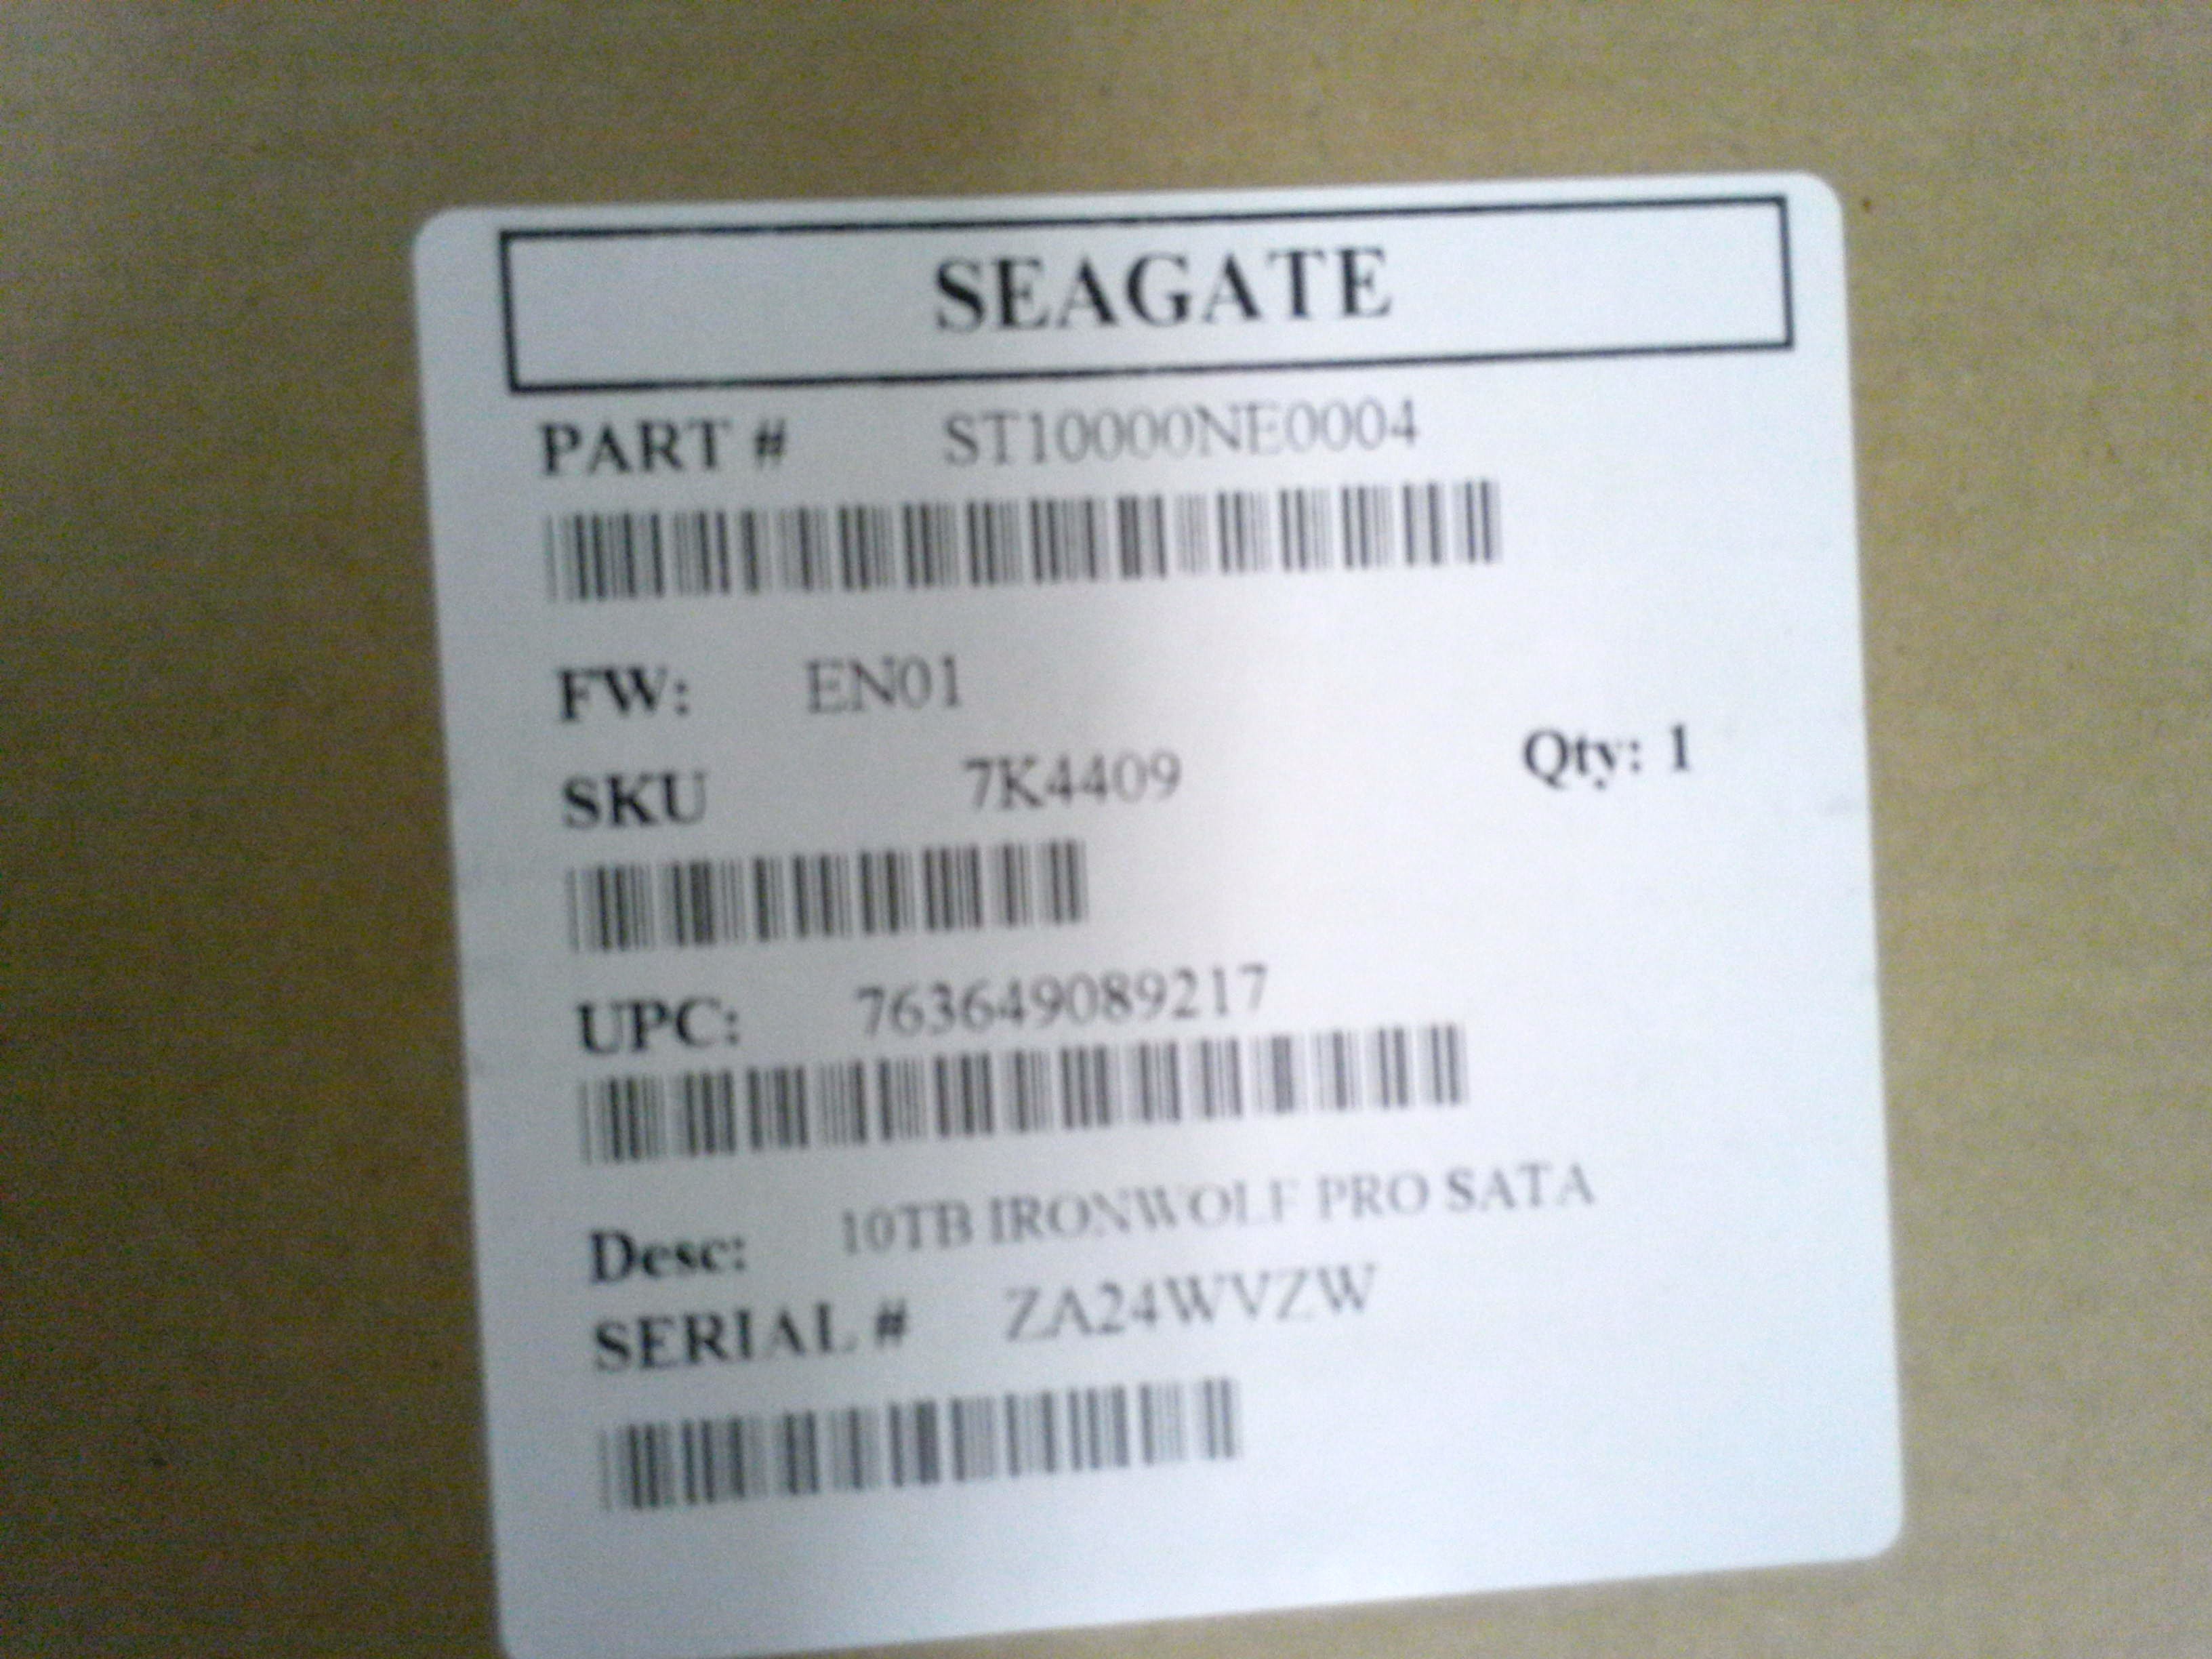 SEAGATE
PART # ST10000NE0004
FW: EN01
SKU 7K4409 Qty: 1
UPC: 763649089217
Desc: 10TB IRONWOLF PRO SATA
SERIAL # ZA24WVZW